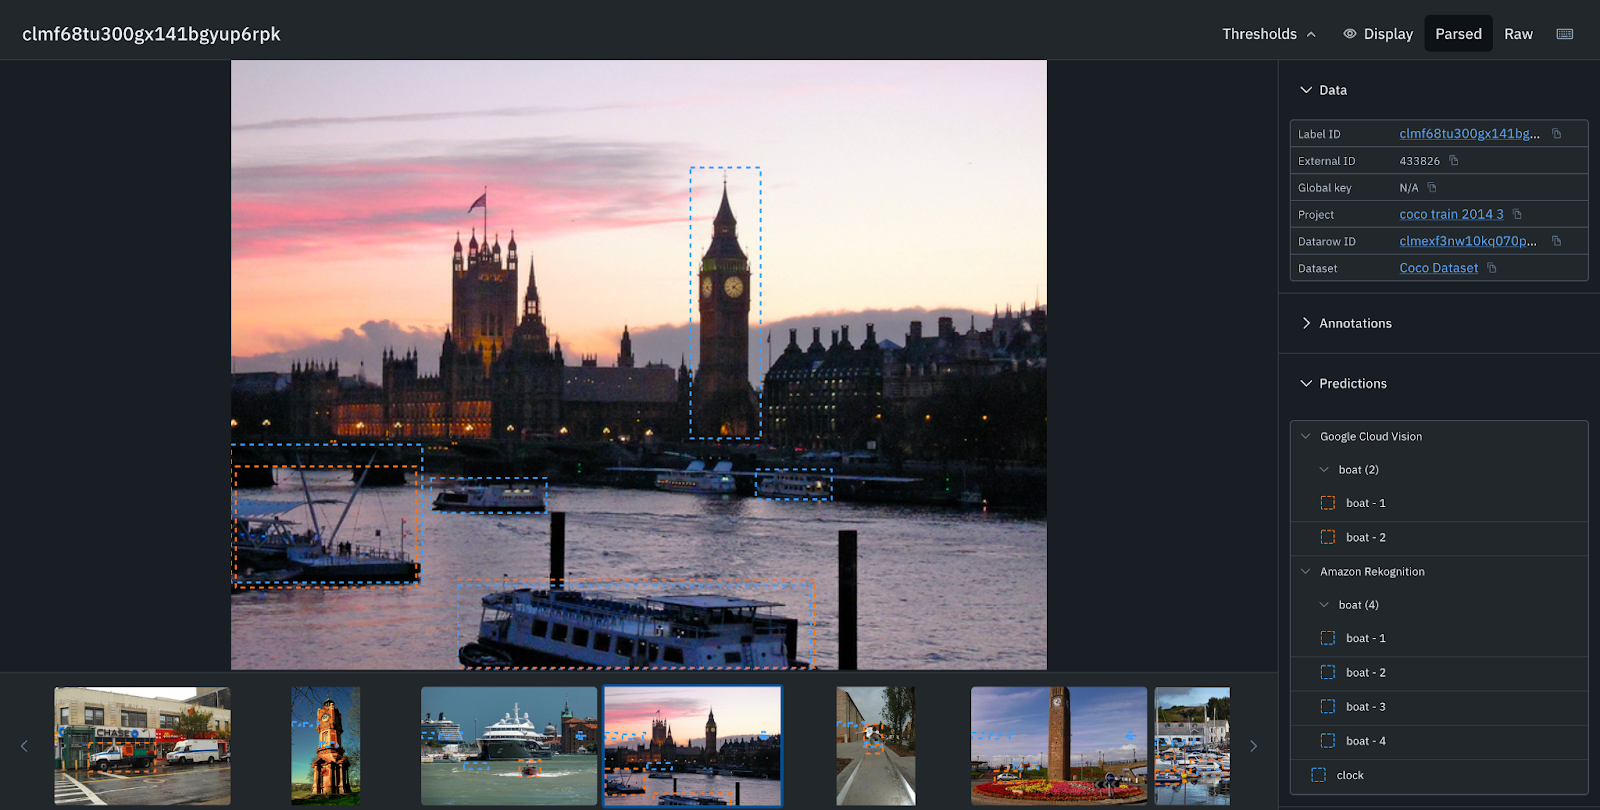 clmf68tu300gx141bgyup6rpk
Thresholds Display Parsed Raw
Data
Label ID clmf68tu300gx141bg...
External ID 433826
Global key N/A
Project coco train 2014 3
Datarow ID clmexf3nw10kq070p...
Dataset Coco Dataset
Annotations
Predictions
Google Cloud Vision
boat (2)
boat - 1
boat - 2
Amazon Rekognition
boat (4)
boat - 1
boat - 2
boat - 3
boat - 4
clock
CHASE